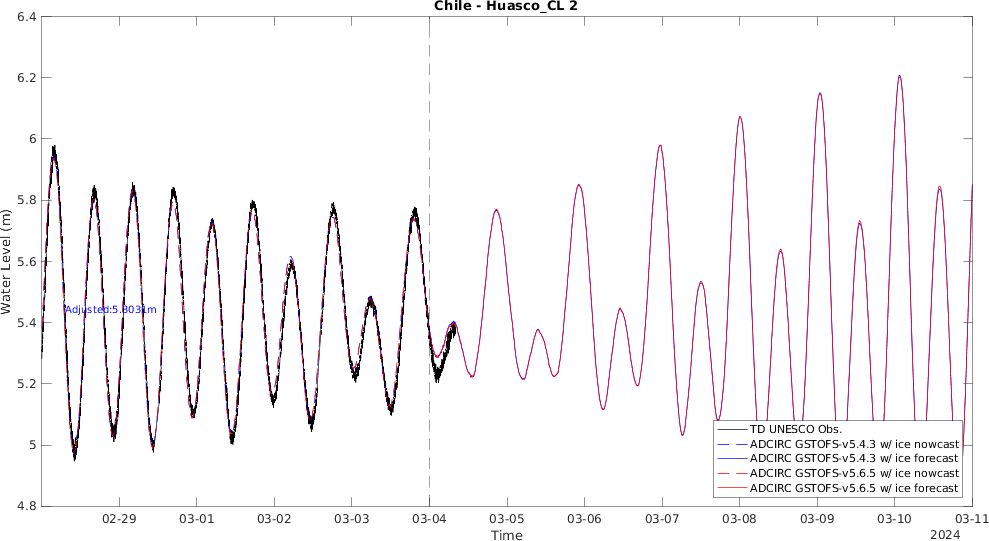 Chile - Huasco_CL 2
6.4
6.2
6
5.8
5.6
5.4
5.2
5
4.8
Water Level (m)
Adjusted:5.3031m
TD UNESCO Obs.
ADCIRC GSTOFS-v5.4.3 w/ ice nowcast
ADCIRC GSTOFS-v5.4.3 w/ ice forecast
ADCIRC GSTOFS-v5.6.5 w/ ice nowcast
ADCIRC GSTOFS-v5.6.5 w/ ice forecast
02-29 03-01 03-02 03-03 03-04 03-05 03-06 03-07 03-08 03-09 03-10 03-11
Time
2024